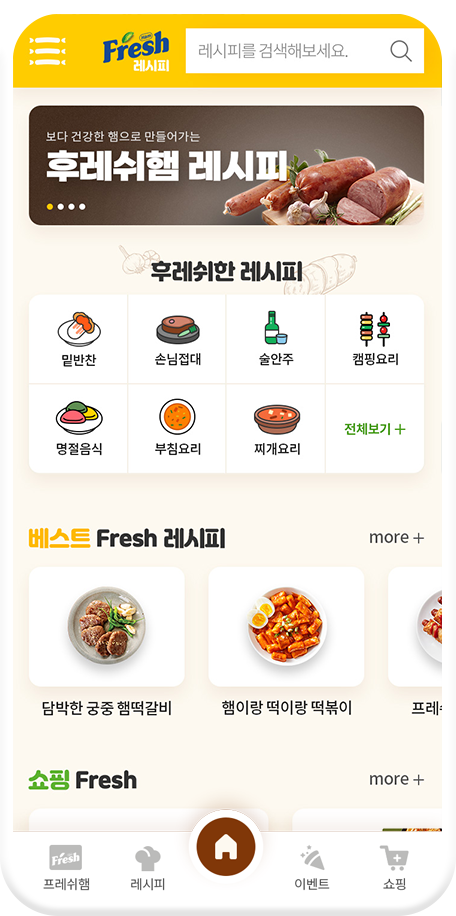 Fresh
레시피
레시피를 검색해보세요.
보다 건강한 햄으로 만들어가는
후레쉬햄 레시피
후레쉬한 레시피
밑반찬
손님접대
술안주
캠핑요리
명절음식
부침요리
찌개요리
전체보기 +
베스트 Fresh 레시피
more +
담박한 궁중 햄떡갈비
햄이랑 떡이랑 떡볶이
쇼핑 Fresh
more +
Fresh
프레쉬햄
레시피
이벤트
쇼핑